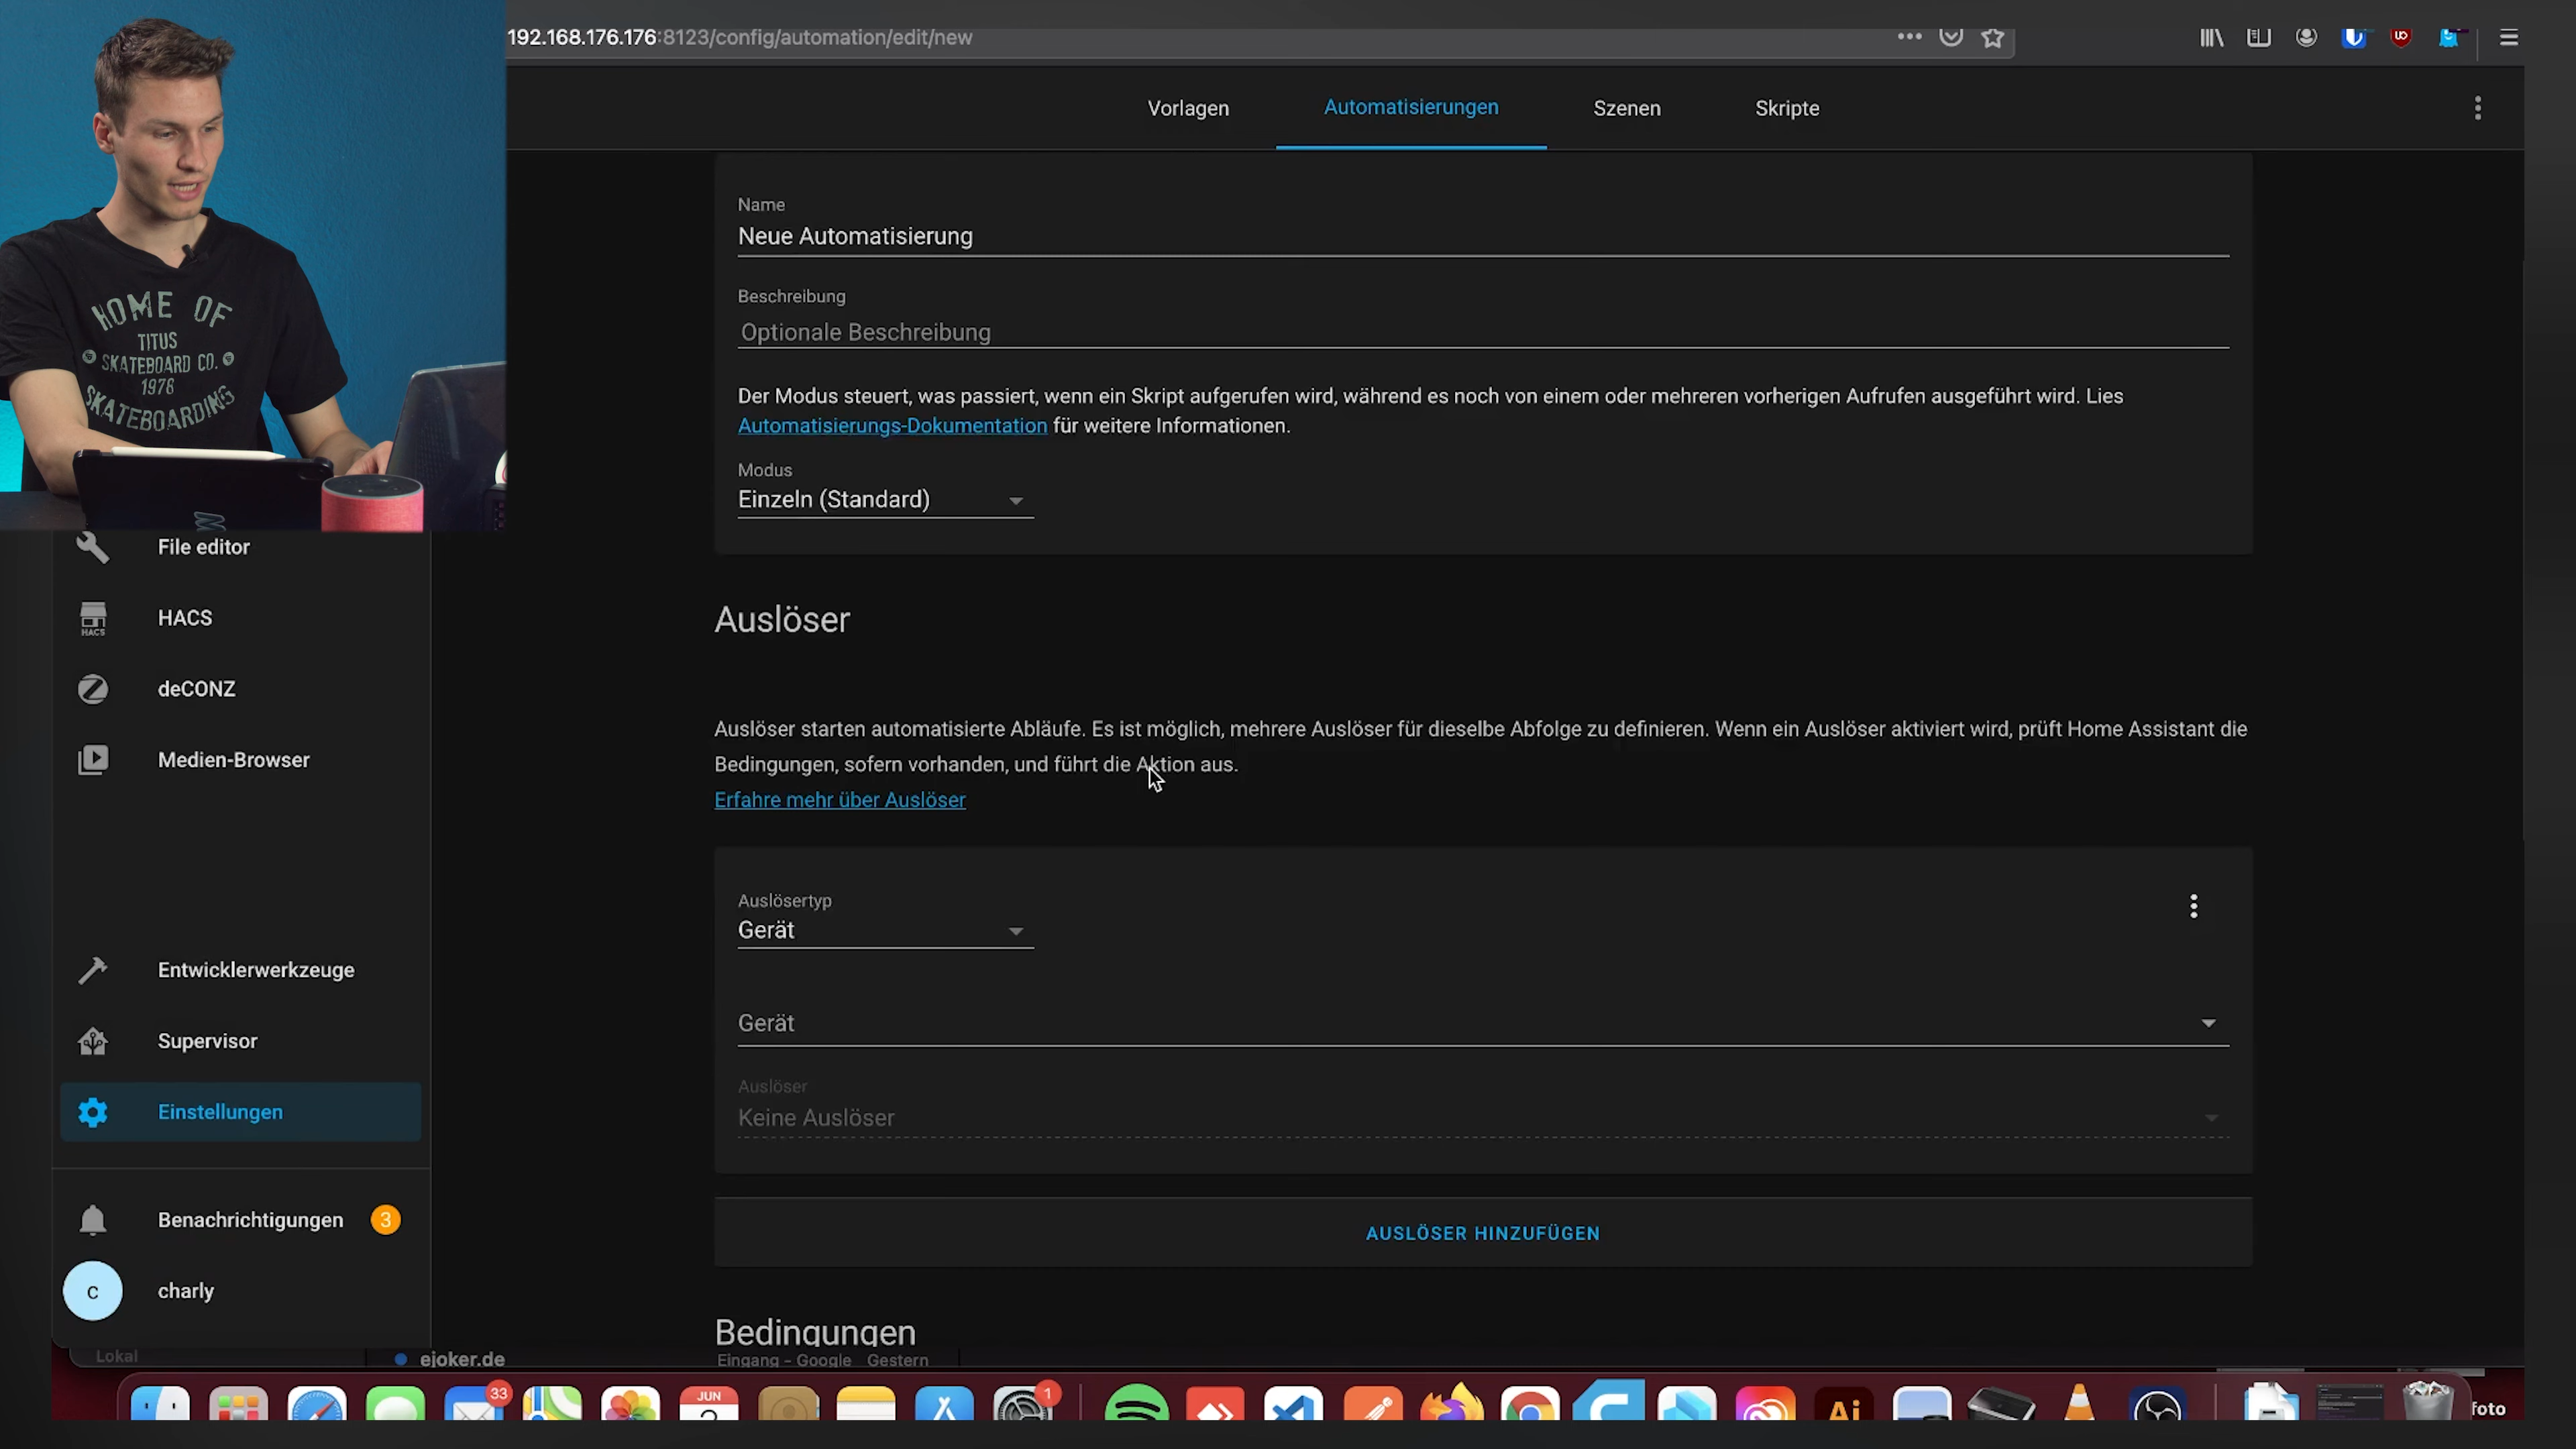 192.168.176.176:8123/config/automation/edit/new
Vorlagen
Automatisierungen
Szenen
Skripte
HOME OF
TITUS
SKATEBOARD CO.
1978
SKATEBOARDING
Name
Neue Automatisierung
Beschreibung
Optionale Beschreibung
Der Modus steuert, was passiert, wenn ein Skript aufgerufen wird, während es noch von einem oder mehreren vorherigen Aufrufen ausgeführt wird. Lies
Automatisierungs-Dokumentation für weitere Informationen.
Modus
Einzeln (Standard)
File editor
HACS
HACS
deCONZ
Medien-Browser
Entwicklerwerkzeuge
Supervisor
Einstellungen
Benachrichtigungen 3
C charly
Auslöser
Auslöser starten automatisierte Abläufe. Es ist möglich, mehrere Auslöser für dieselbe Abfolge zu definieren. Wenn ein Auslöser aktiviert wird, prüft Home Assistant die
Bedingungen, sofern vorhanden, und führt die Aktion aus.
Erfahre mehr über Auslöser
Auslösertyp
Gerät
Gerät
Auslöser
Keine Auslöser
AUSLÖSER HINZUFÜGEN
Bedingungen
Lokal
ejoker.de
Eingang - Google Gestern
33
JUN
1
Ai
foto